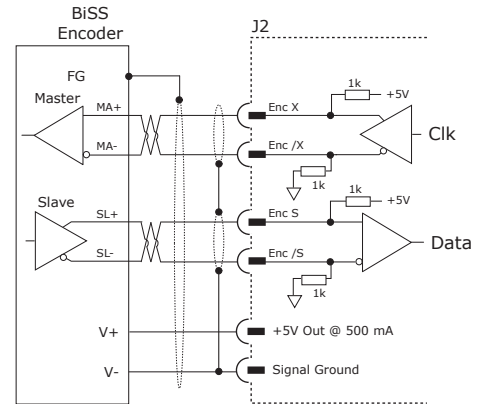 BiSS
Encoder
J2
FG
Master
MA+
MA-
Enc X
Enc /X
1k
+5V
1k
Clk
Slave
SL+
SL-
Enc S
Enc /S
1k
+5V
1k
Data
V+
+5V Out @ 500 mA
V-
Signal Ground